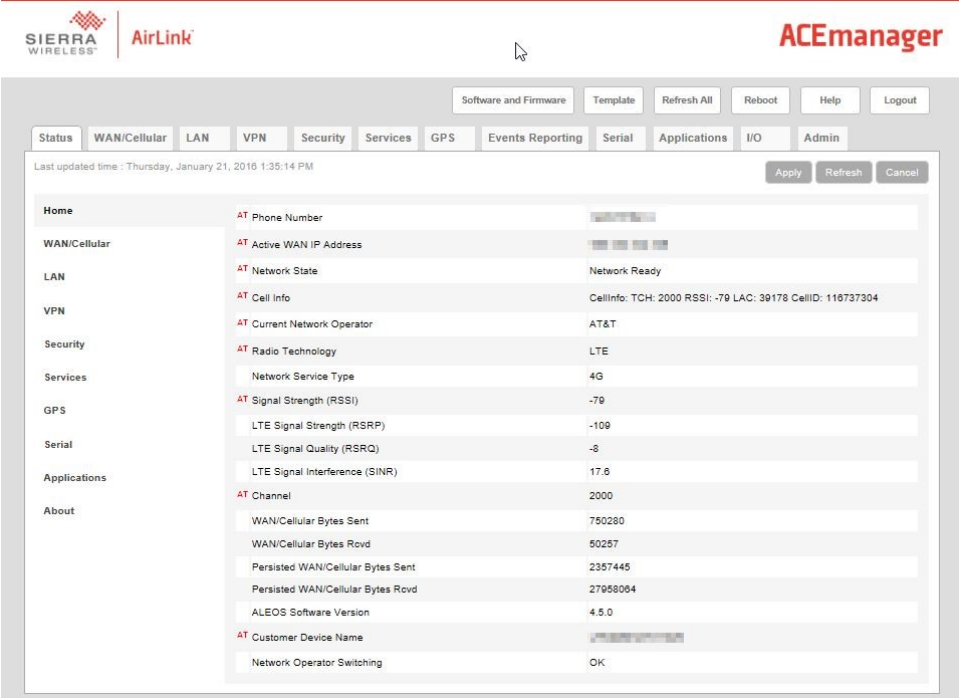 SIERRA WIRELESS AirLink ACEmanager
Software and Firmware Template Refresh All Reboot Help Logout
Status WAN/Cellular LAN VPN Security Services GPS Events Reporting Serial Applications I/O Admin
Last updated time : Thursday, January 21, 2016 1:35:14 PM
Apply Refresh Cancel
Home
WAN/Cellular
LAN
VPN
Security
Services
GPS
Serial
Applications
About
AT Phone Number
AT Active WAN IP Address
AT Network State Network Ready
AT Cell Info CellInfo: TCH: 2000 RSSI: -79 LAC: 39178 CellID: 116737304
AT Current Network Operator AT&T
AT Radio Technology LTE
Network Service Type 4G
AT Signal Strength (RSSI) -79
LTE Signal Strength (RSRP) -109
LTE Signal Quality (RSRQ) -8
LTE Signal Interference (SINR) 17.6
AT Channel 2000
WAN/Cellular Bytes Sent 750280
WAN/Cellular Bytes Rcvd 50257
Persisted WAN/Cellular Bytes Sent 2357445
Persisted WAN/Cellular Bytes Rcvd 27958064
ALEOS Software Version 4.5.0
AT Customer Device Name
Network Operator Switching OK